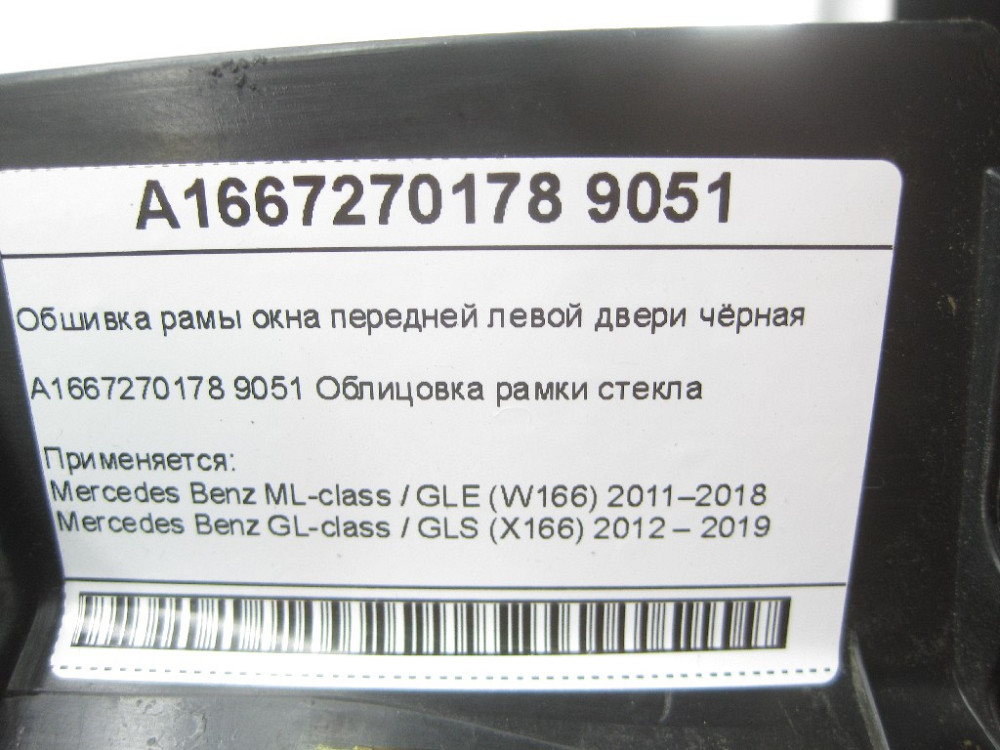 A1667270178 9051
Обшивка рамы окна передней левой двери чёрная
A1667270178 9051 Облицовка рамки стекла
Применяется:
Mercedes Benz ML-class / GLE (W166) 2011–2018
Mercedes Benz GL-class / GLS (X166) 2012 – 2019